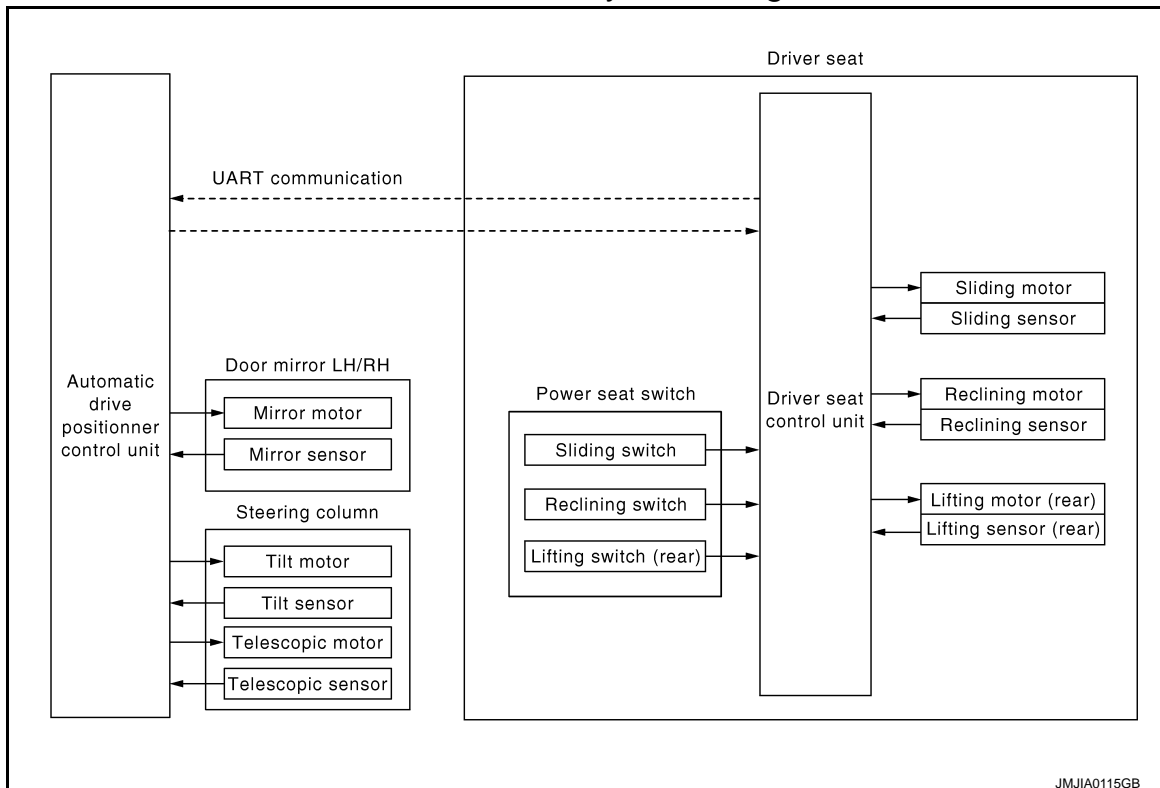 Driver seat
UART communication
Automatic
drive
positionner
control unit
Door mirror LH/RH
Mirror motor
Mirror sensor
Steering column
Tilt motor
Tilt sensor
Telescopic motor
Telescopic sensor
Power seat switch
Sliding switch
Reclining switch
Lifting switch (rear)
Driver seat
control unit
Sliding motor
Sliding sensor
Reclining motor
Reclining sensor
Lifting motor (rear)
Lifting sensor (rear)
JMJIA0115GB